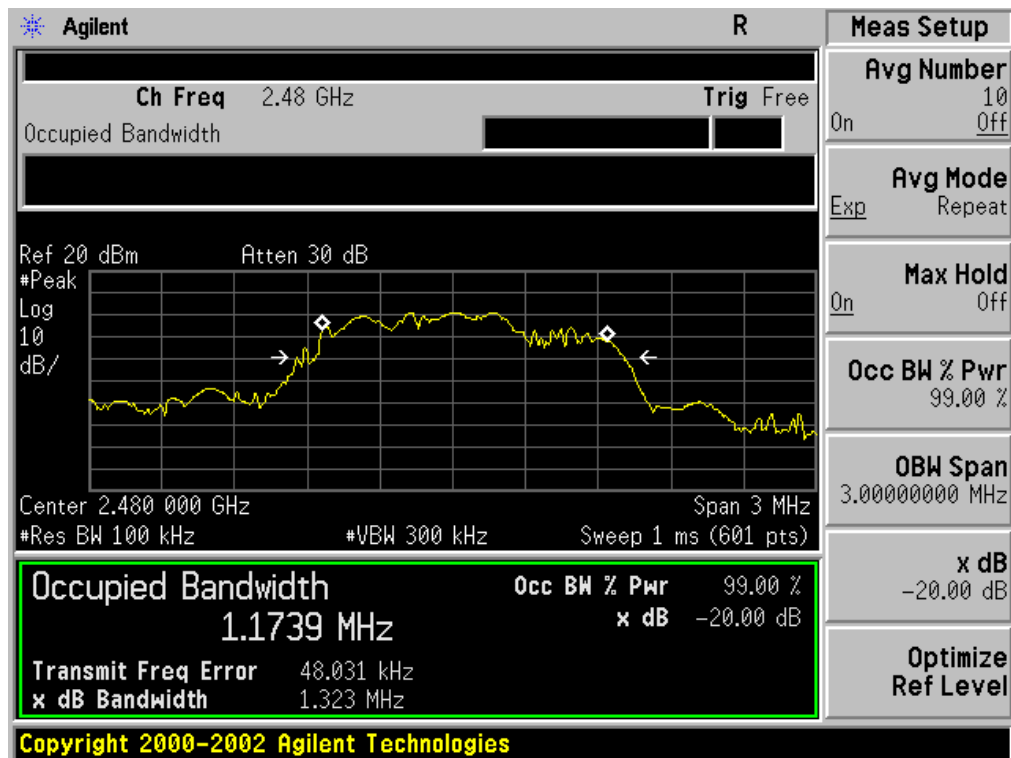 Agilent R Meas Setup
Ch Freq 2.48 GHz Trig Free
Occupied Bandwidth
Ref 20 dBm Atten 30 dB
#Peak
Log
10
dB/
Center 2.480 000 GHz Span 3 MHz
#Res BW 100 kHz #VBW 300 kHz Sweep 1 ms (601 pts)
Occupied Bandwidth Occ BW % Pwr 99.00 %
1.1739 MHz x dB -20.00 dB
Transmit Freq Error 48.031 kHz
x dB Bandwidth 1.323 MHz
Copyright 2000-2002 Agilent Technologies
Avg Number
10
On Off
Avg Mode
Exp Repeat
Max Hold
On Off
Occ BW % Pwr
99.00 %
OBW Span
3.00000000 MHz
x dB
-20.00 dB
Optimize
Ref Level